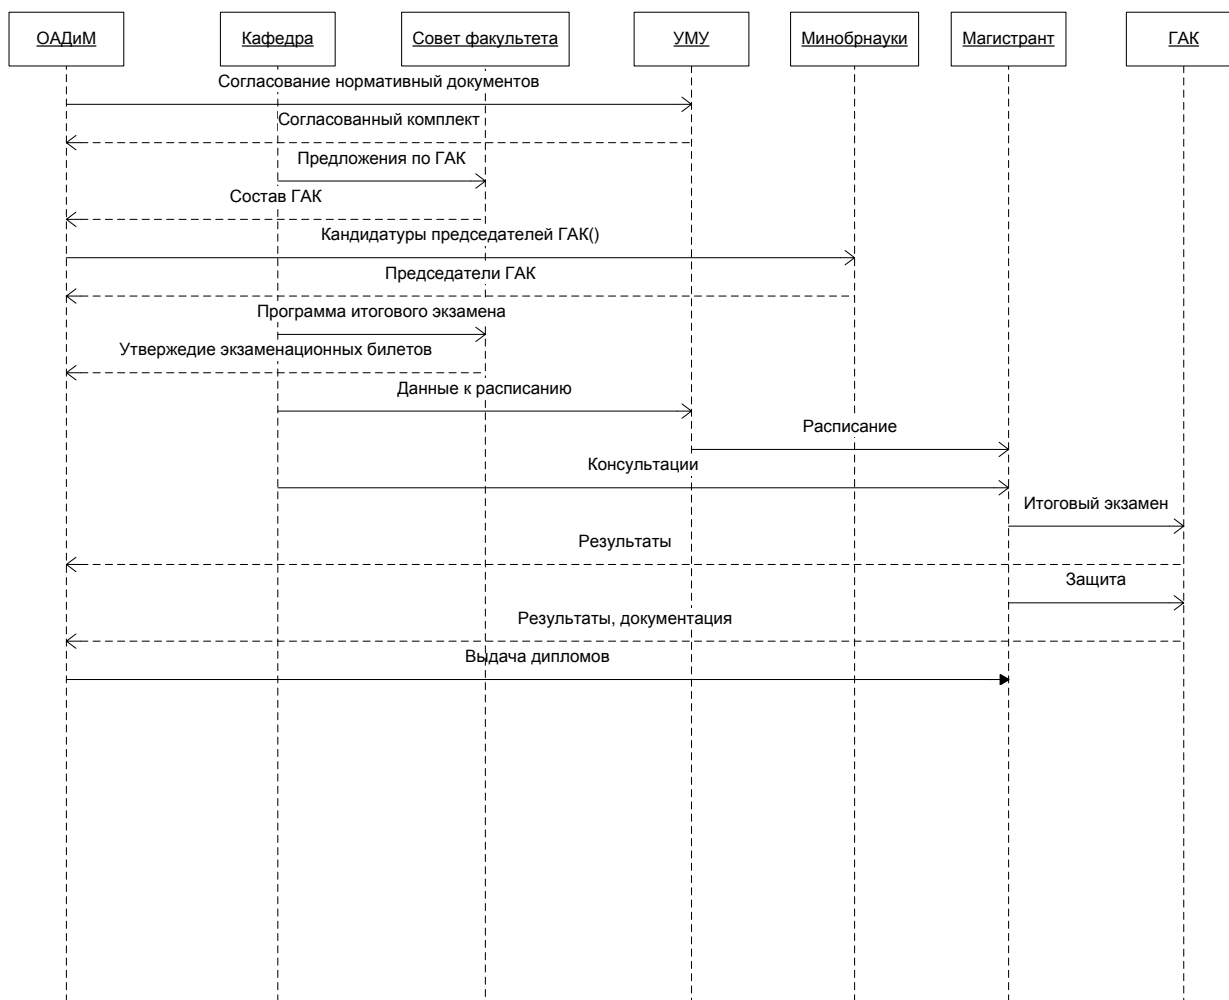 ОАДиМ
Кафедра
Совет факультета
УМУ
Минобрнауки
Магистрант
ГАК
Согласование нормативный документов
Согласованный комплект
Предложения по ГАК
Состав ГАК
Кандидатуры председателей ГАК()
Председатели ГАК
Программа итогового экзамена
Утвержедие экзаменационных билетов
Данные к расписанию
Расписание
Консультации
Итоговый экзамен
Результаты
Защита
Результаты, документация
Выдача дипломов